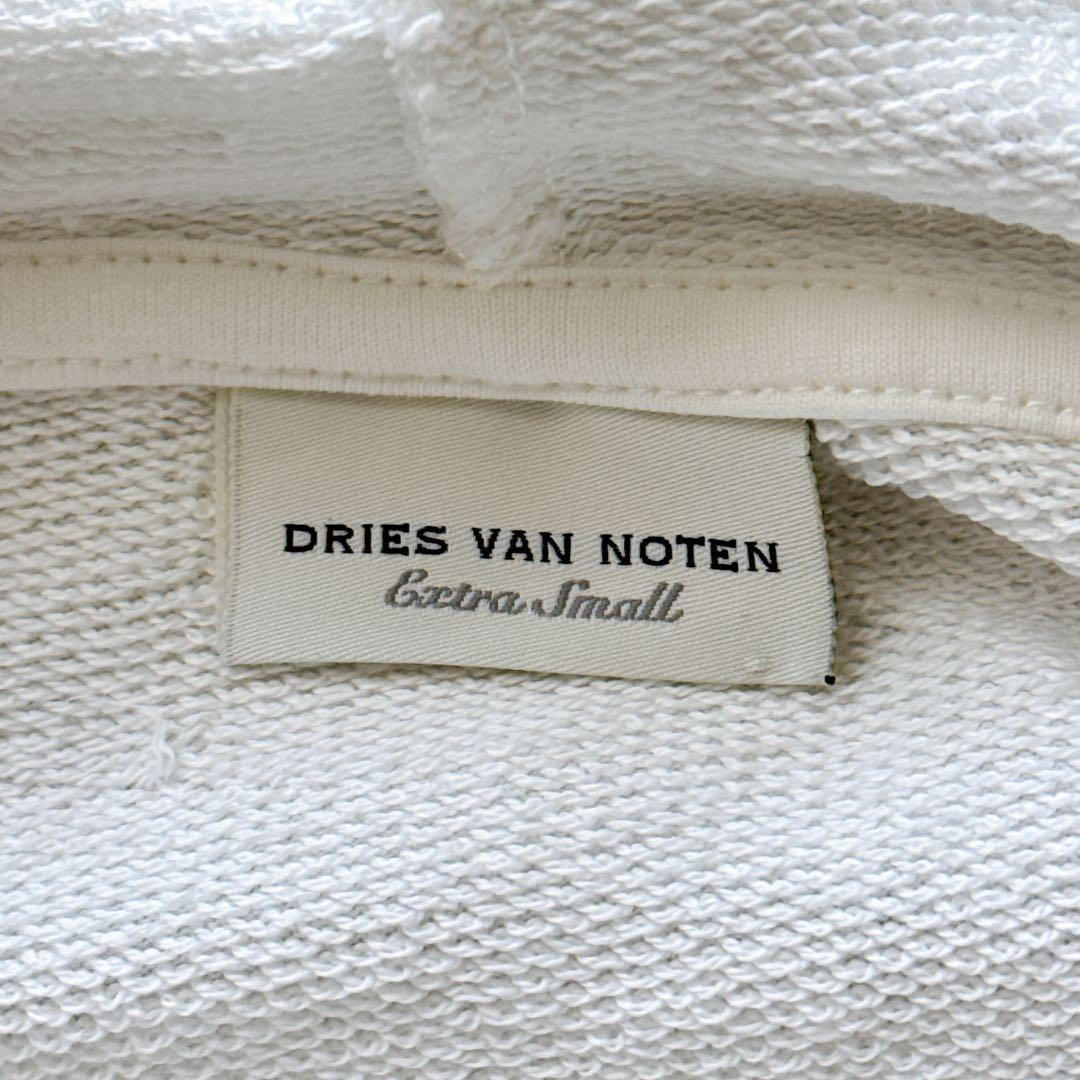 DRIES VAN NOTEN
Extra Small